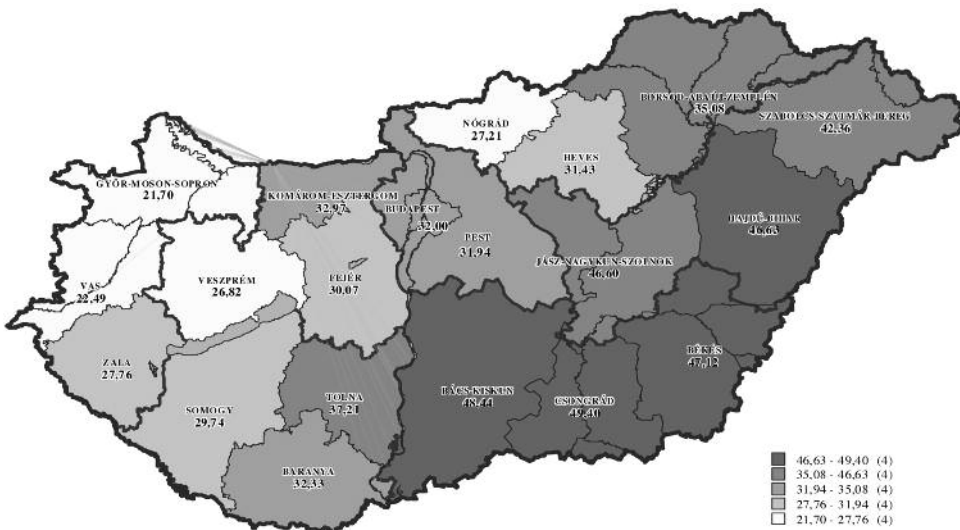 BORSOD-ABAÚJ-ZEMPLÉN
35,08
SZABOLCS-SZATMÁR-BEREG
42,36
NÓGRÁD
27,21
HEVES
31,43
GYŐR-MOSON-SOPRON
21,70
KOMÁROM-ESZTERGOM
32,97
BUDAPEST
32,00
PEST
31,94
HAJDÚ-BIHAR
46,63
JÁSZ-NAGYKUN-SZOLNOK
46,60
VAS
22,49
VESZPRÉM
26,82
FEJÉR
30,07
ZALA
27,76
SOMOGY
29,74
TOLNA
37,21
BÁCS-KISKUN
48,44
CSONGRÁD
49,40
BÉKÉS
47,12
BARANYA
32,33
46,63 - 49,40 (4)
35,08 - 46,63 (4)
31,94 - 35,08 (4)
27,76 - 31,94 (4)
21,70 - 27,76 (4)